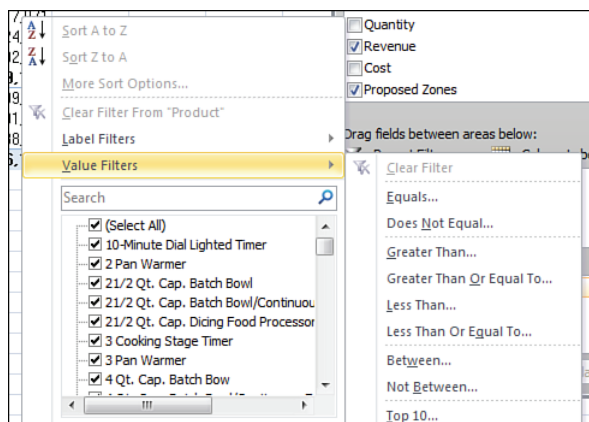 Sort A to Z
Sort Z to A
More Sort Options...
Clear Filter From "Product"
Label Filters
Value Filters
Search
(Select All)
10-Minute Dial Lighted Timer
2 Pan Warmer
21/2 Qt. Cap. Batch Bowl
21/2 Qt. Cap. Batch Bowl/Continuou
21/2 Qt. Cap. Dicing Food Processor
3 Cooking Stage Timer
3 Pan Warmer
4 Qt. Cap. Batch Bow
Quantity
Revenue
Cost
Proposed Zones
Drag fields between areas below:
Clear Filter
Equals...
Does Not Equal...
Greater Than...
Greater Than Or Equal To...
Less Than...
Less Than Or Equal To...
Between...
Not Between...
Top 10...